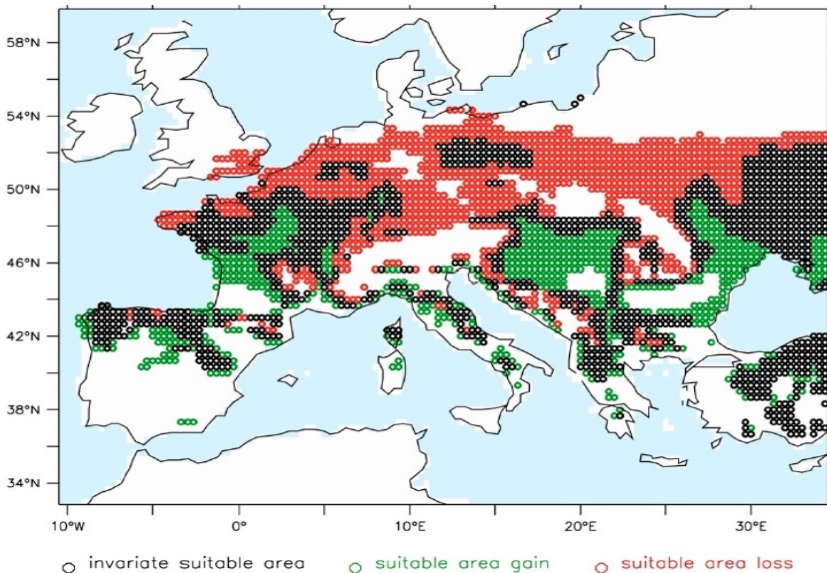 58°N
54°N
50°N
46°N
42°N
38°N
34°N
10°W 0° 10°E 20°E 30°E
invariate suitable area suitable area gain suitable area loss